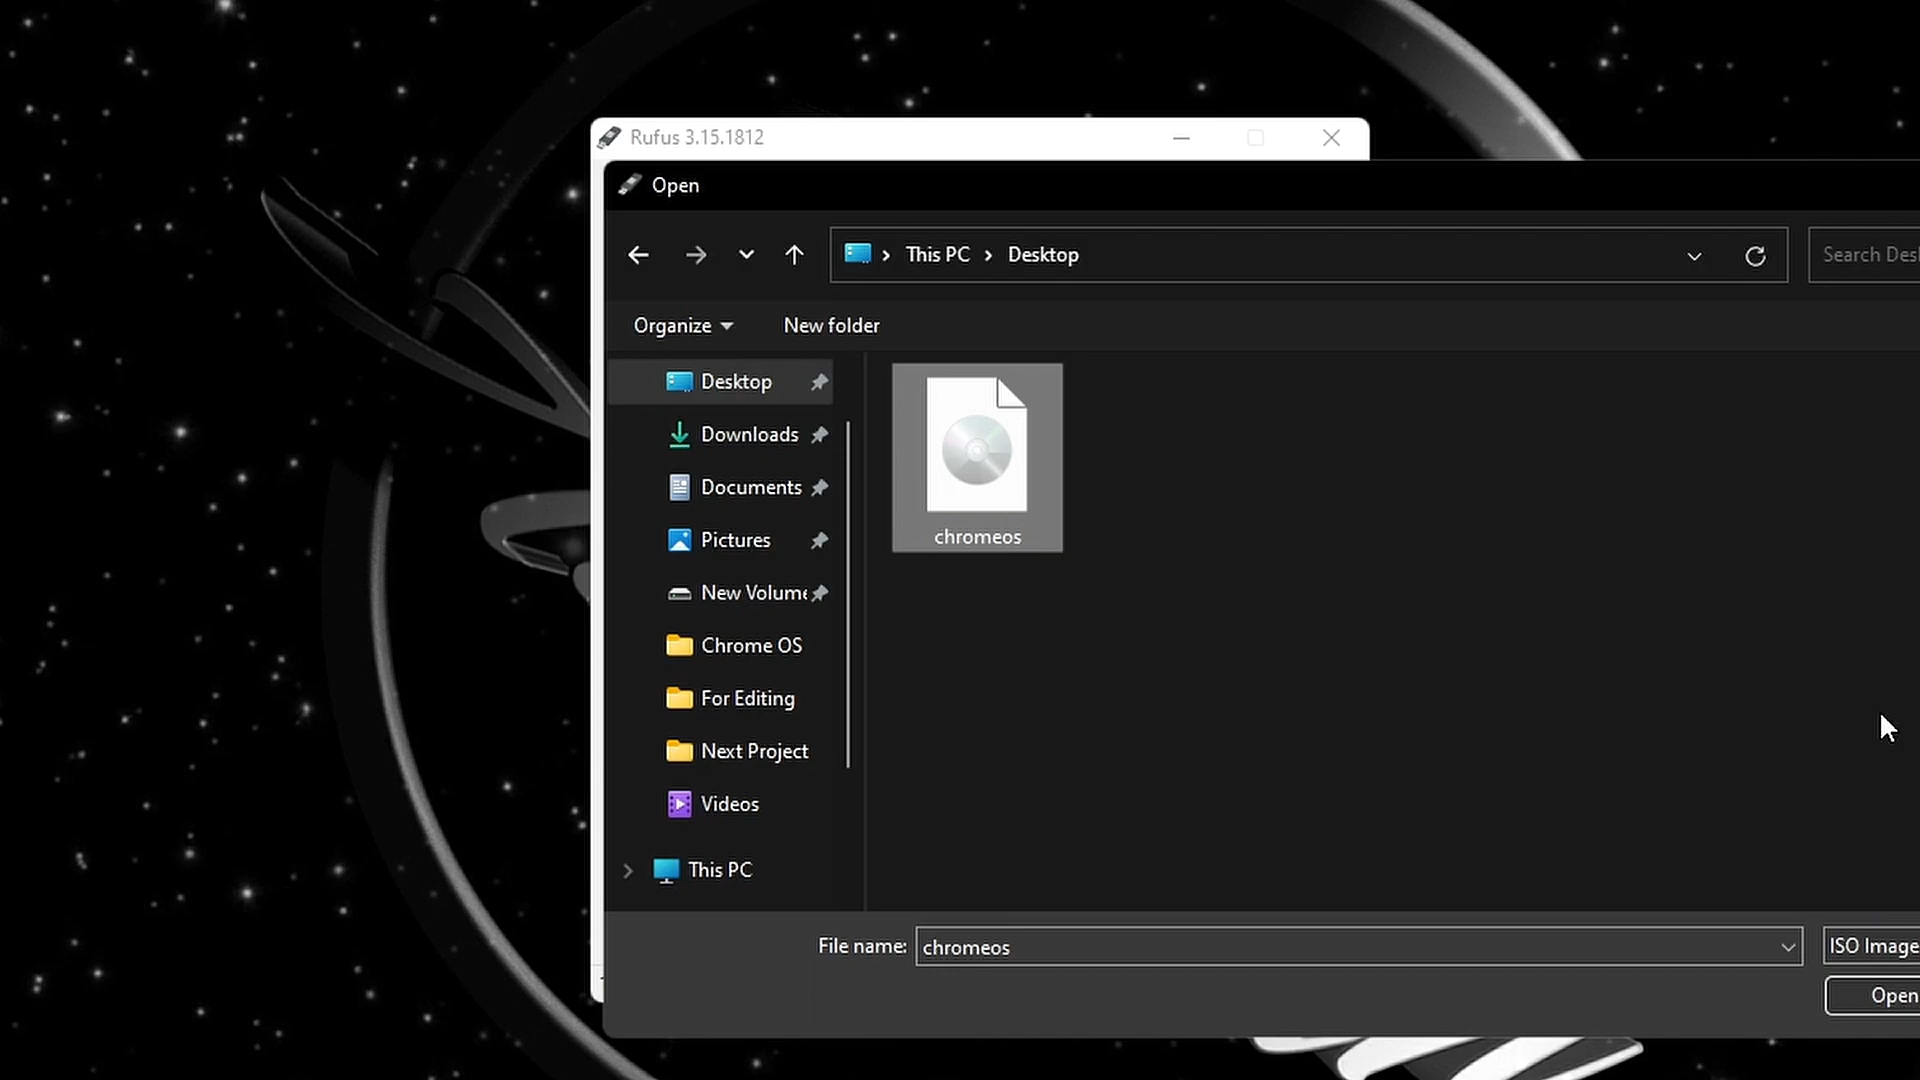 Rufus 3.15.1812
Open
This PC
Desktop
Search Des
Organize
New folder
Desktop
Downloads
Documents
Pictures
New Volume
Chrome OS
For Editing
Next Project
Videos
This PC
chromeos
File name:
chromeos
ISO Image
Open